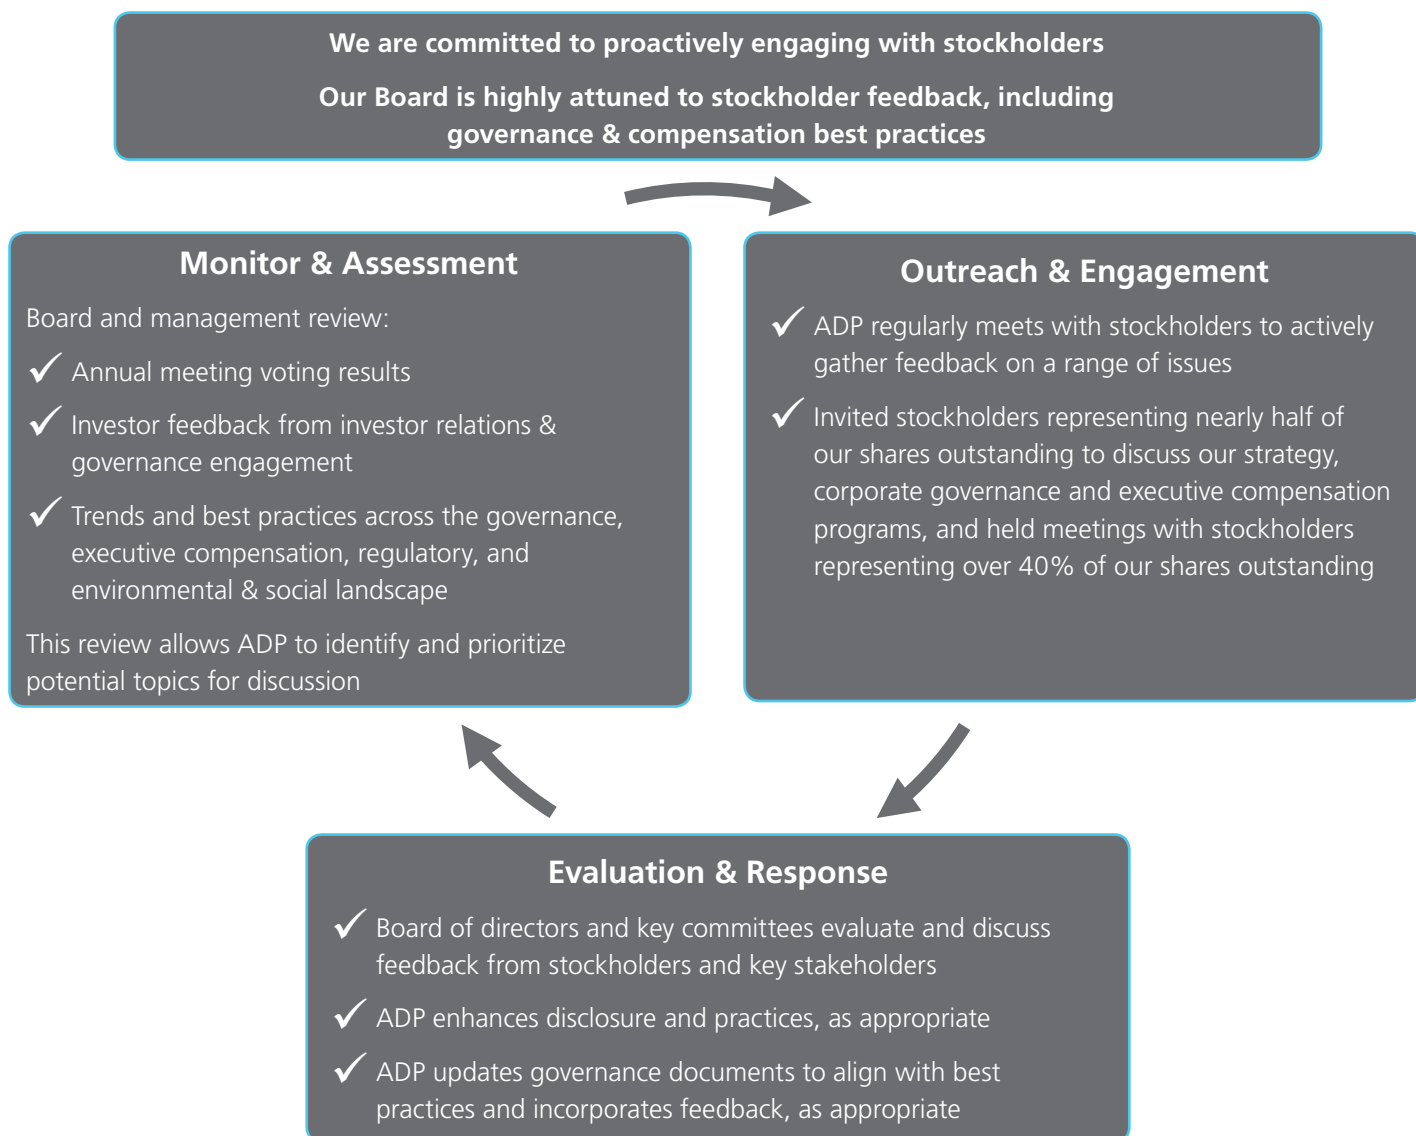 We are committed to proactively engaging with stockholders
Our Board is highly attuned to stockholder feedback, including
governance & compensation best practices
Monitor & Assessment
Board and management review:
Annual meeting voting results
Investor feedback from investor relations &
governance engagement
Trends and best practices across the governance,
executive compensation, regulatory, and
environmental & social landscape
This review allows ADP to identify and prioritize
potential topics for discussion
Outreach & Engagement
ADP regularly meets with stockholders to actively
gather feedback on a range of issues
Invited stockholders representing nearly half of
our shares outstanding to discuss our strategy,
corporate governance and executive compensation
programs, and held meetings with stockholders
representing over 40% of our shares outstanding
Evaluation & Response
Board of directors and key committees evaluate and discuss
feedback from stockholders and key stakeholders
ADP enhances disclosure and practices, as appropriate
ADP updates governance documents to align with best
practices and incorporates feedback, as appropriate